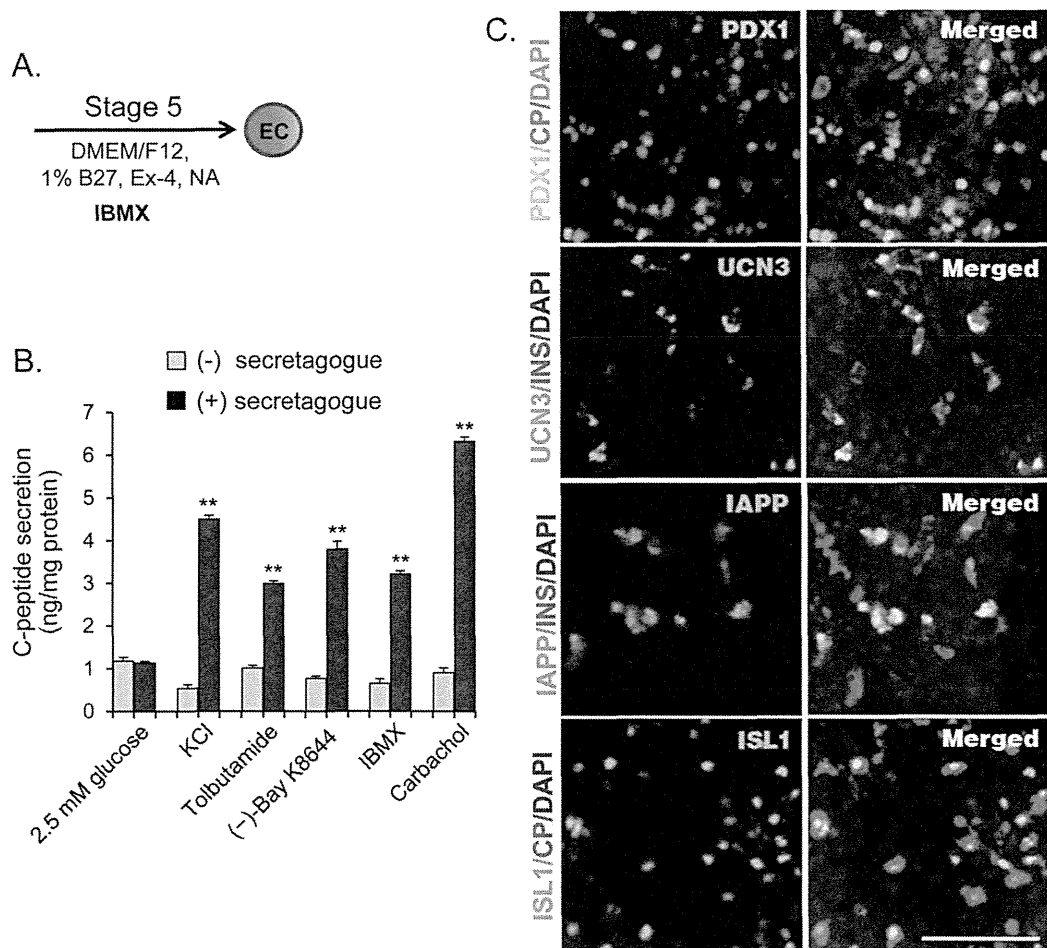 A.
Stage 5
EC
DMEM/F12,
1% B27, Ex-4, NA
IBMX
B.
(-) secretagogue
(+) secretagogue
C-peptide secretion
(ng/mg protein)
7
6
5
4
3
2
1
0
**
**
**
**
**
2.5 mM glucose
KCl
Tolbutamide
(−)-Bay K8644
IBMX
Carbachol
C.
PDX1/CP/DAPI
PDX1
Merged
UCN3/INS/DAPI
UCN3
Merged
IAPP/INS/DAPI
IAPP
Merged
ISL1/CP/DAPI
ISL1
Merged